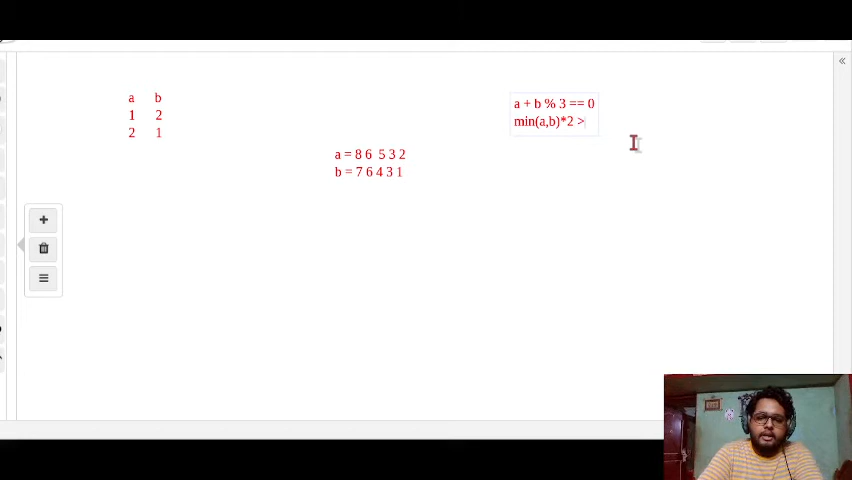 a b
1 2
2 1
a = 8 6 5 3 2
b = 7 6 4 3 1
a + b % 3 == 0
min(a,b)*2 >